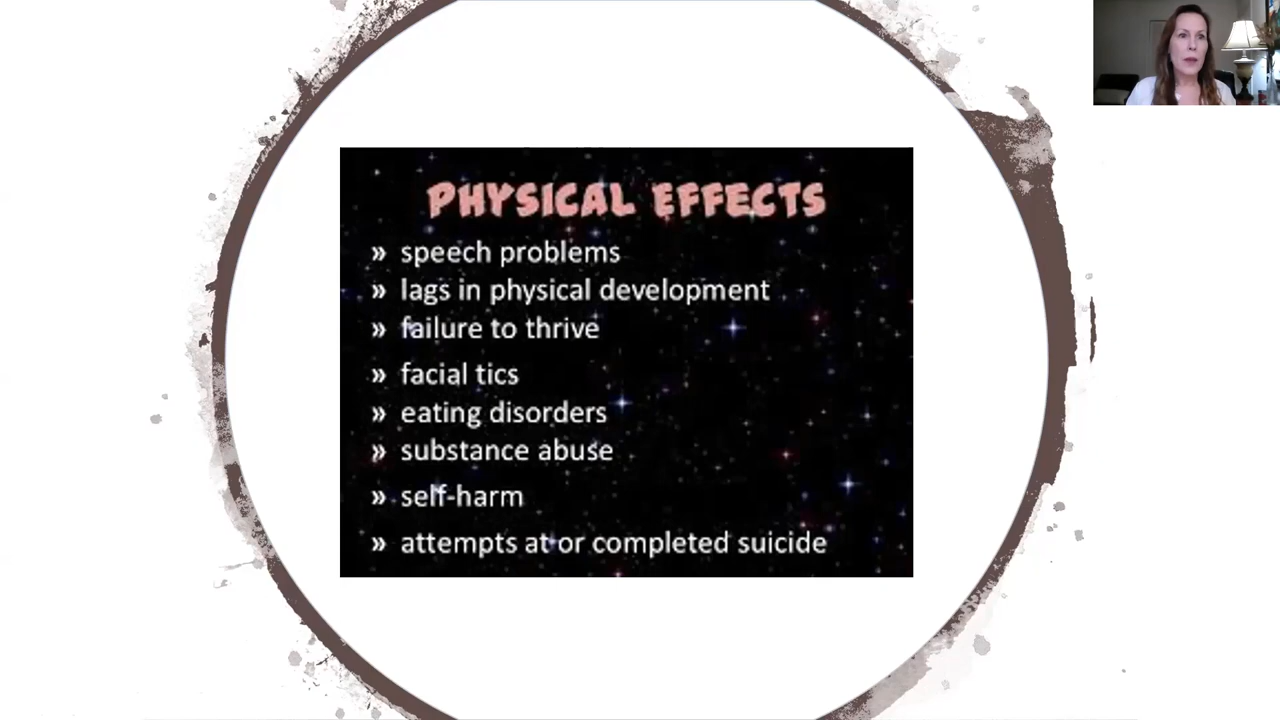 PHYSICAL EFFECTS
» speech problems
» lags in physical development
» failure to thrive
» facial tics
» eating disorders
» substance abuse
» self-harm
» attempts at or completed suicide